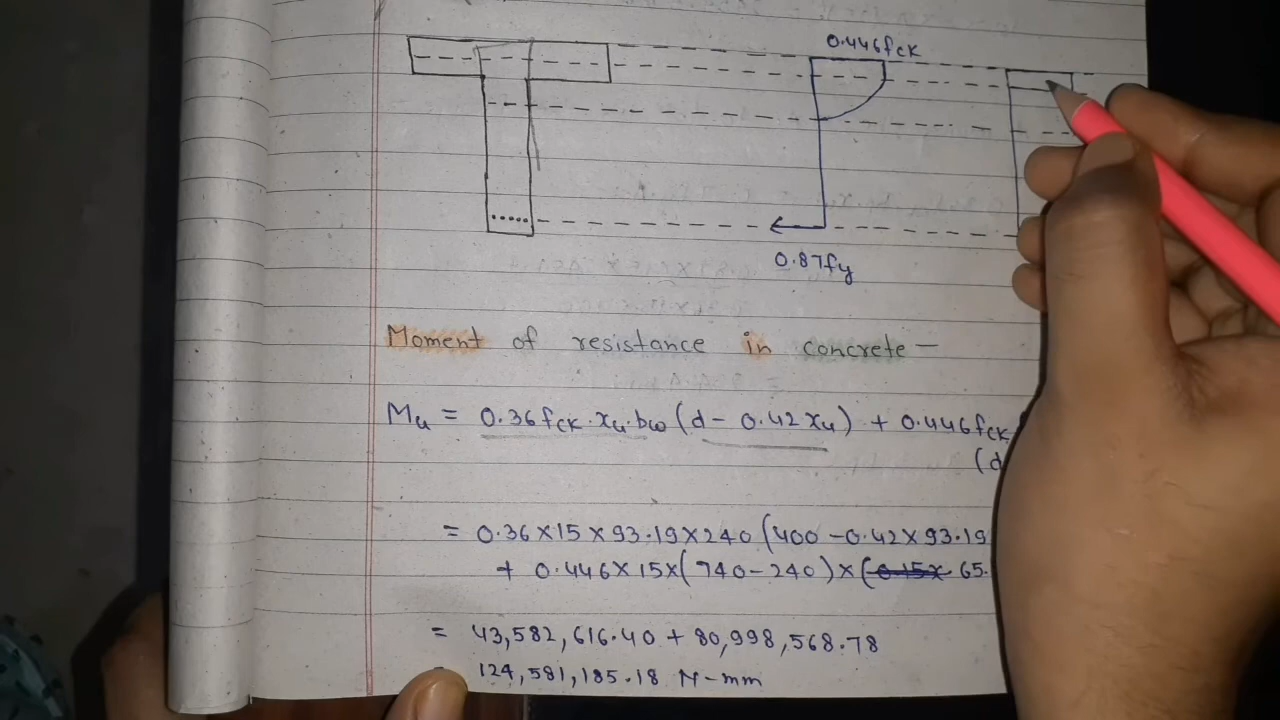 0.446fck
0.87fy
Moment of resistance in concrete –
Mu = 0.36fck.xu.bw(d – 0.42xu) + 0.446fck
(d
= 0.36×15×93.19×240(400 –0.42×93.19
+ 0.446×15×(740–240)×(0.15× 65.
= 43,582,616.40 + 80,998,568.78
124,581,185.18 N-mm